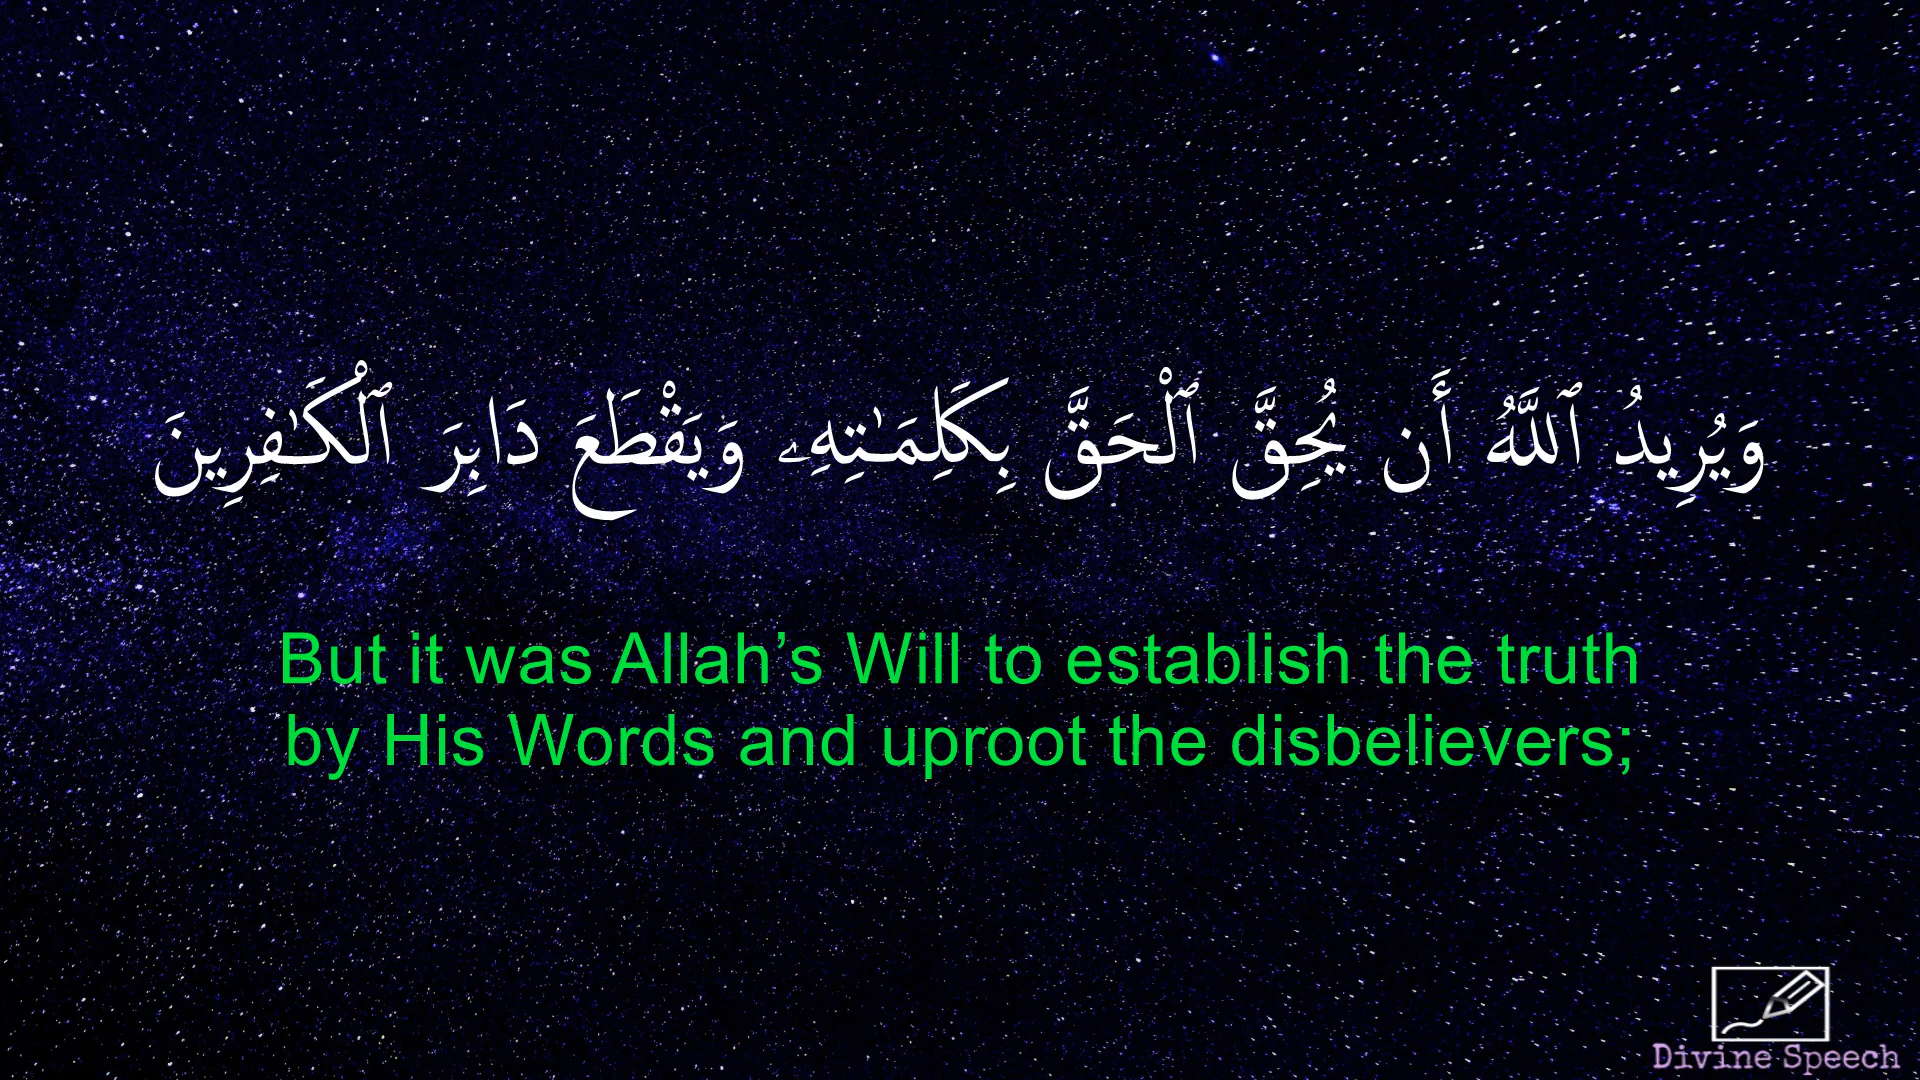 وَيُرِيدُ ٱللَّهُ أَن يُحِقَّ ٱلْحَقَّ بِكَلِمَـٰتِهِۦ وَيَقْطَعَ دَابِرَ ٱلْكَـٰفِرِينَ
But it was Allah’s Will to establish the truth
by His Words and uproot the disbelievers;
Divine Speech